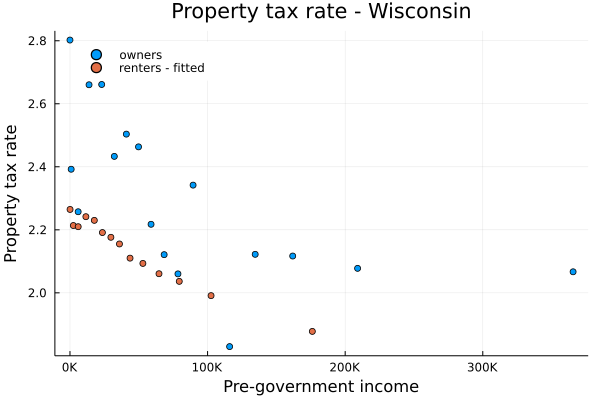 Property tax rate - Wisconsin
owners
renters - fitted
Property tax rate
2.8
2.6
2.4
2.2
2.0
0K 100K 200K 300K
Pre-government income